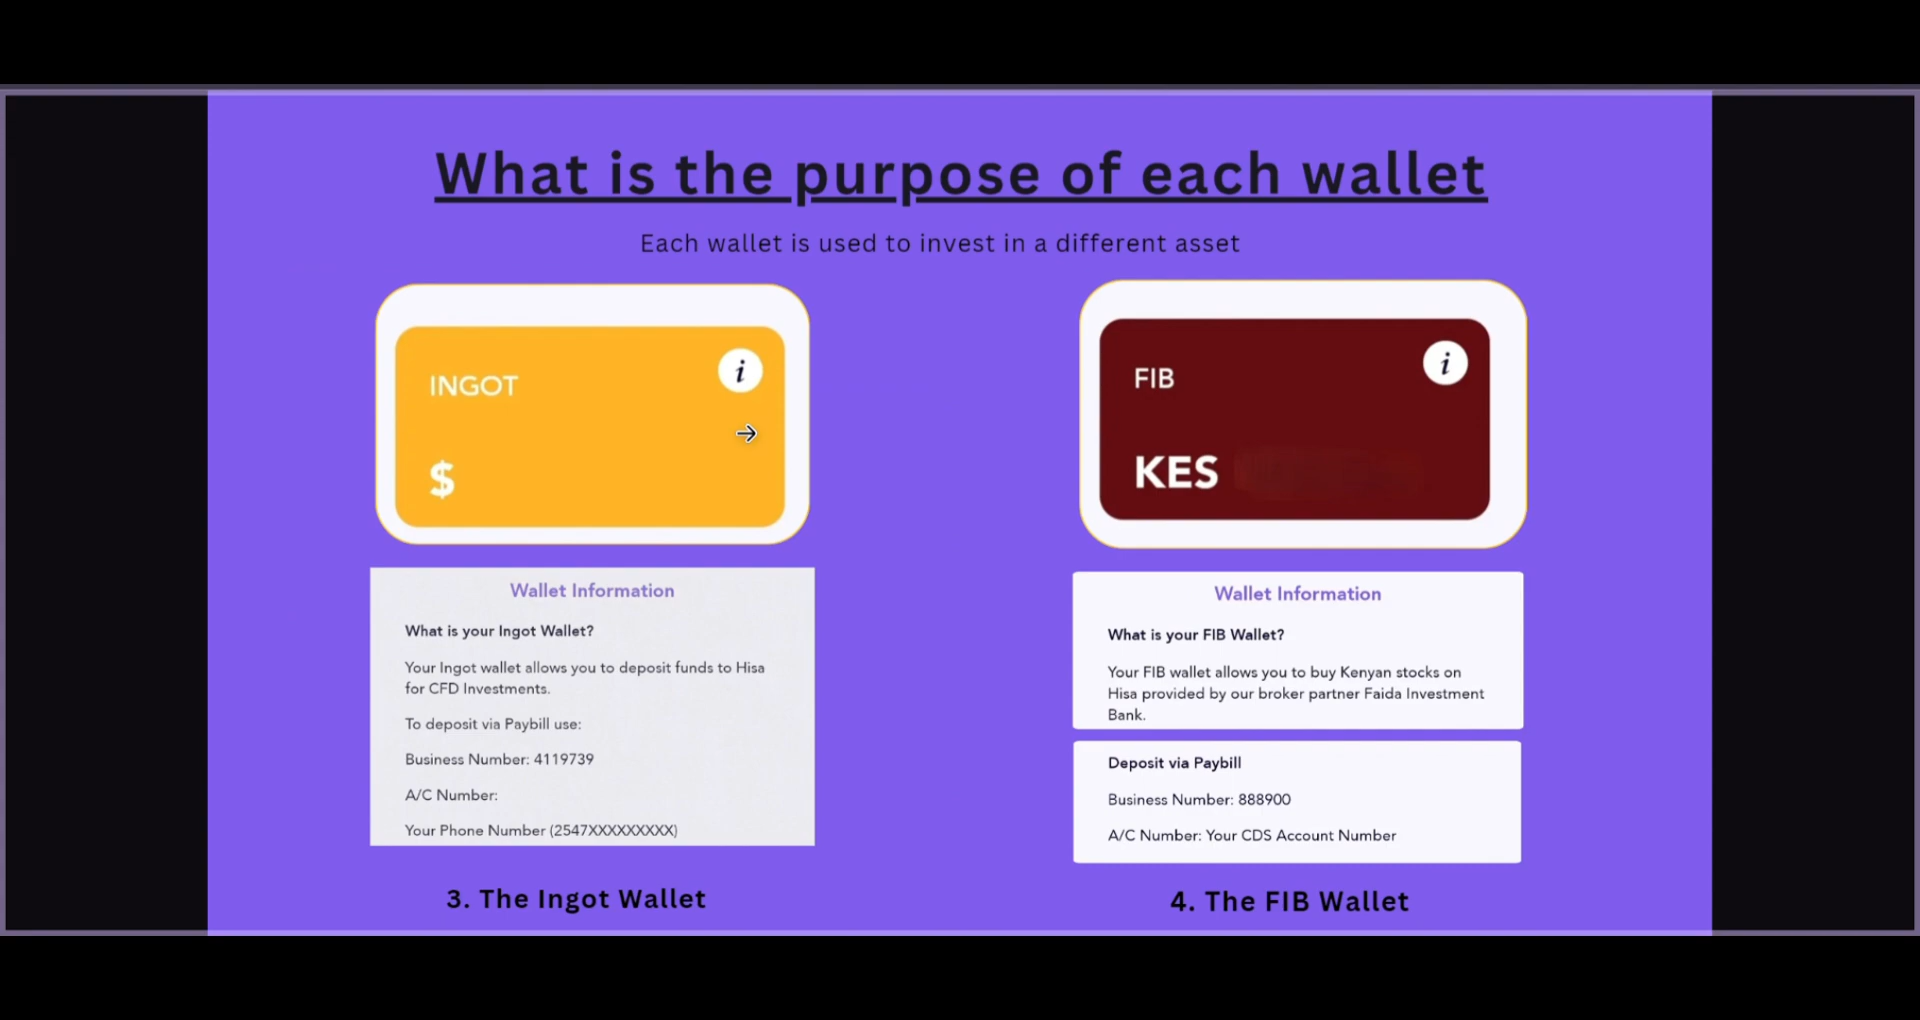 What is the purpose of each wallet
Each wallet is used to invest in a different asset
INGOT
i
$
Wallet Information
What is your Ingot Wallet?
Your Ingot wallet allows you to deposit funds to Hisa
for CFD Investments.
To deposit via Paybill use:
Business Number: 4119739
A/C Number:
Your Phone Number (2547XXXXXXXXX)
3. The Ingot Wallet
FIB
i
KES
Wallet Information
What is your FIB Wallet?
Your FIB wallet allows you to buy Kenyan stocks on
Hisa provided by our broker partner Faida Investment
Bank.
Deposit via Paybill
Business Number: 888900
A/C Number: Your CDS Account Number
4. The FIB Wallet